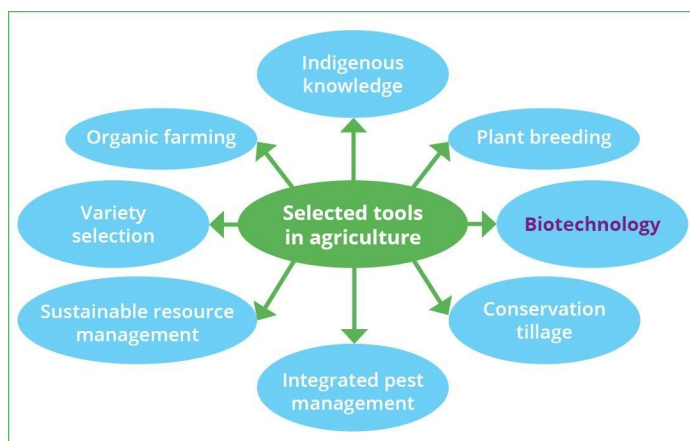 Indigenous
knowledge
Organic farming
Plant breeding
Variety
selection
Selected tools
in agriculture
Biotechnology
Sustainable resource
management
Conservation
tillage
Integrated pest
management